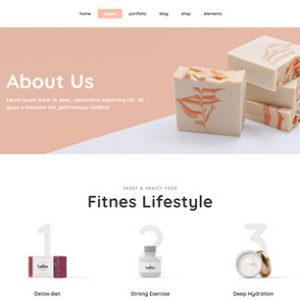 home pages portfolio blog shop elements
About Us
Lorem ipsum dolor sit amet, consectetur adipiscing elit. Ab quam
a tincidunt nisl, pellentesque eleifend.
SWEET & HEALTY FOOD
Fitnes Lifestyle
1 2 3
Ladies
Detox diet Strong Exercise Deep Hydration